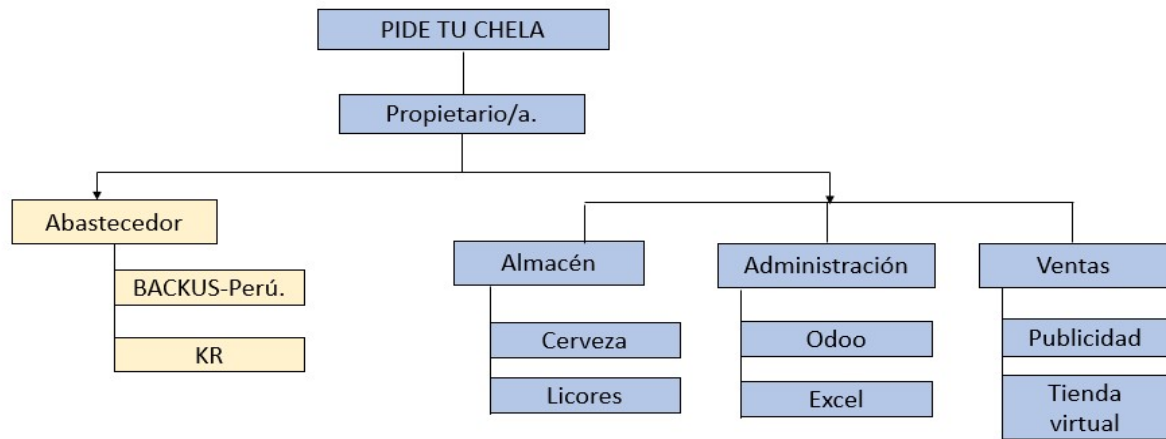 PIDE TU CHELA
Propietario/a.
Abastecedor
BACKUS-Perú.
KR
Almacén
Cerveza
Licores
Administración
Odoo
Excel
Ventas
Publicidad
Tienda
virtual